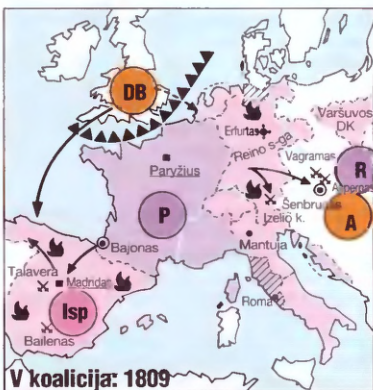 DB
Varšuvos
DK
Erfurtas
Reino s-ga
Vagramas
R
Paryžius
Aspernas
Šenbrunas
A
Izelio k.
P
Bajonas
Mantuja
Talavera
Madridas
Isp
Roma
Bailenas
V koalicija: 1809